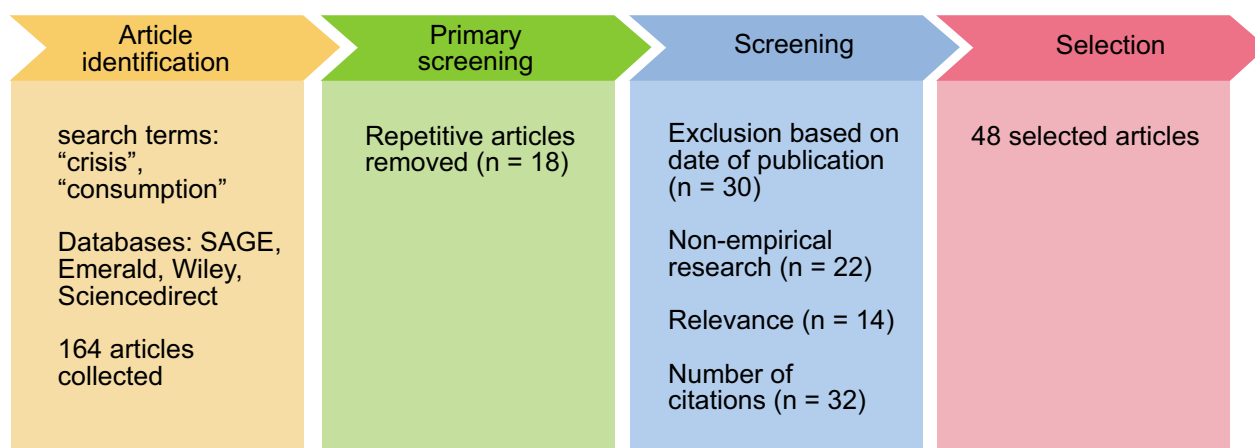 Article
identification
search terms:
“crisis”,
“consumption”
Databases: SAGE,
Emerald, Wiley,
Sciencedirect
164 articles
collected
Primary
screening
Repetitive articles
removed (n = 18)
Screening
Exclusion based on
date of publication
(n = 30)
Non-empirical
research (n = 22)
Relevance (n = 14)
Number of
citations (n = 32)
Selection
48 selected articles